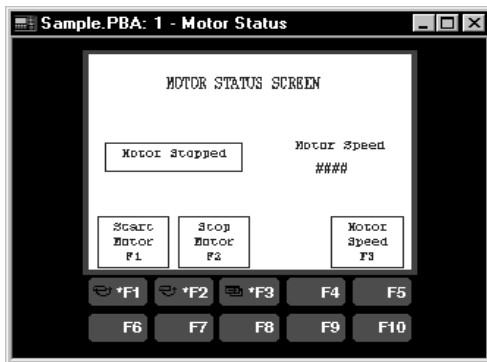 Sample.PBA: 1 - Motor Status
MOTOR STATUS SCREEN
Motor Stopped
Motor Speed
####
Start Motor F1
Stop Motor F2
Motor Speed F3
*F1 *F2 *F3 F4 F5
F6 F7 F8 F9 F10